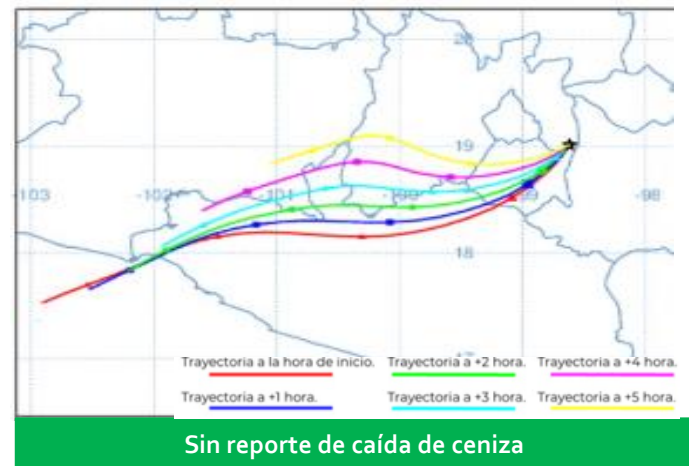 20
19
-103 -102 -101 -100 -99 -98
18
Trayectoria a la hora de inicio. Trayectoria a +2 hora. Trayectoria a +4 hora.
Trayectoria a +1 hora. Trayectoria a +3 hora. Trayectoria a +5 hora.
Sin reporte de caída de ceniza